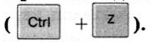 ( Ctrl + Z ).